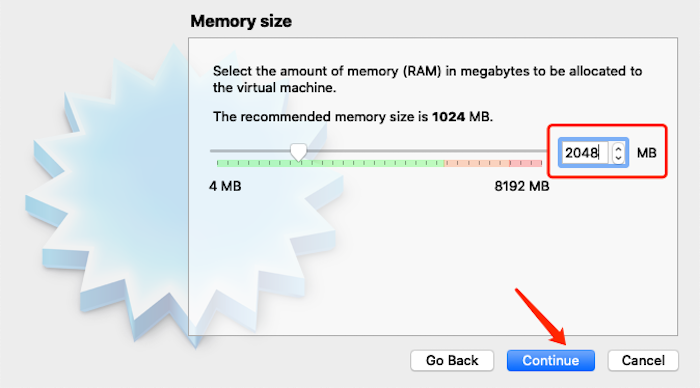 Memory size
Select the amount of memory (RAM) in megabytes to be allocated to
the virtual machine.
The recommended memory size is 1024 MB.
2048 MB
4 MB 8192 MB
Go Back Continue Cancel